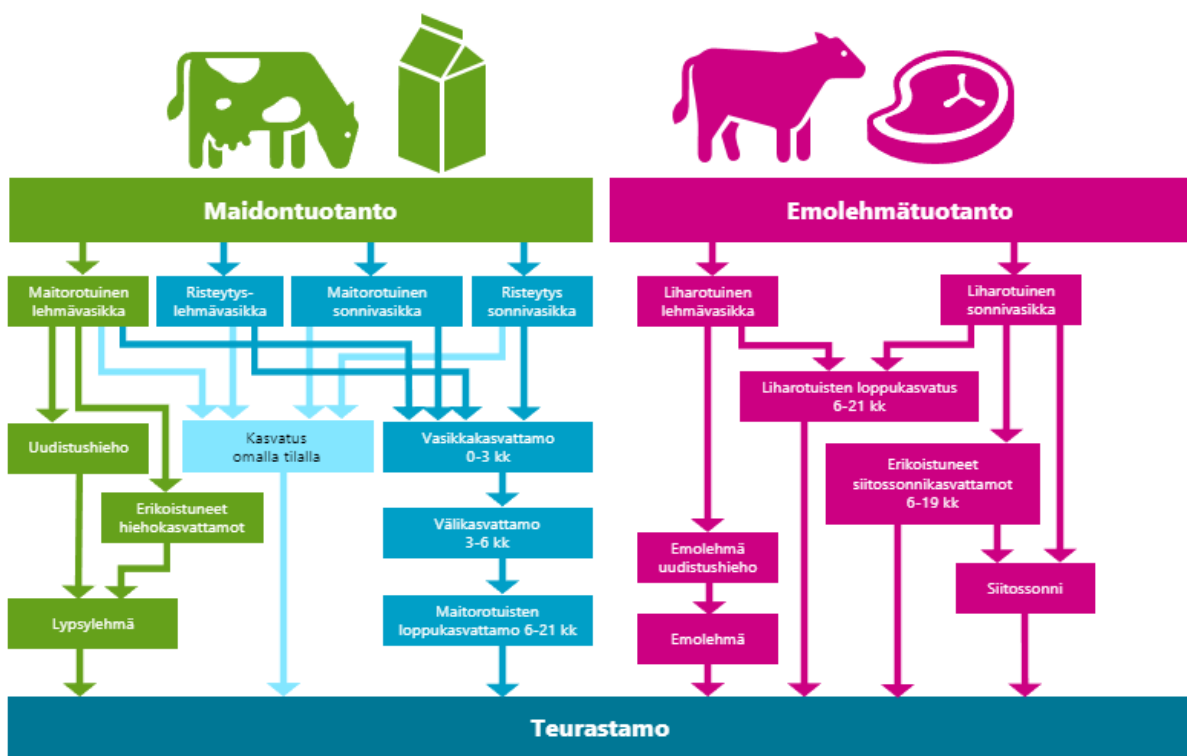 Maidontuotanto
Emolehmätuotanto
Maitorotuinen
lehmävasikka
Risteytys-
lehmävasikka
Maitorotuinen
sonnivasikka
Risteytys
sonnivasikka
Liharotuinen
lehmävasikka
Liharotuinen
sonnivasikka
Liharotuisten loppukasvatus
6-21 kk
Uudistushieho
Kasvatus
omalla tilalla
Vasikkakasvattamo
0-3 kk
Erikoistuneet
siitossonnikasvattamot
6-19 kk
Erikoistuneet
hiehokasvattamot
Välikasvattamo
3-6 kk
Emolehmä
uudistushieho
Siitossonni
Lypsylehmä
Maitorotuisten
loppukasvattamo 6-21 kk
Emolehmä
Teurastamo